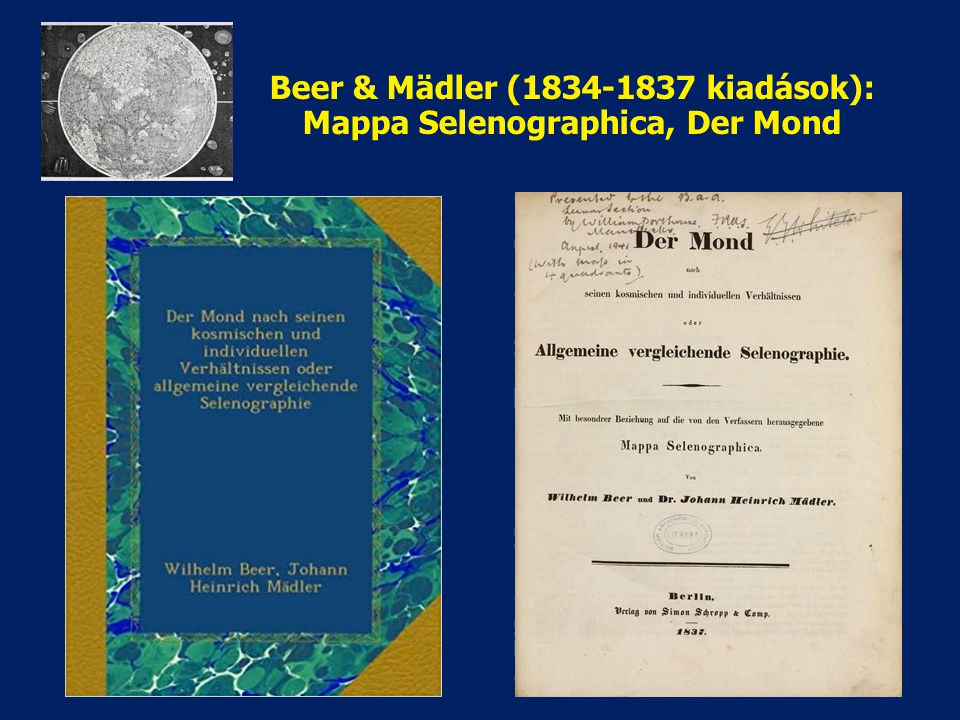 Beer & Mädler (1834-1837 kiadások):
Mappa Selenographica, Der Mond
Der Mond nach seinen
kosmischen und
individuellen
Verhältnissen oder
allgemeine vergleichende
Selenographie
Wilhelm Beer, Johann
Heinrich Mädler
Presented to the B.A.A.
Lunar Section
by William Porthouse, F.R.A.S.
Manchester
August, 1941
(with maps in
4 quadrants)
Der Mond
nach
seinen kosmischen und individuellen Verhältnissen
oder
Allgemeine vergleichende Selenographie.
Mit besondrer Beziehung auf die von den Verfassern herausgegebene
Mappa Selenographica.
Von
Wilhelm Beer und Dr. Johann Heinrich Mädler.
LIBRARY
Berlin,
Verlag von Simon Schropp & Comp.
1837.